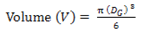 Volume (V) = π (D_G)³ / 6